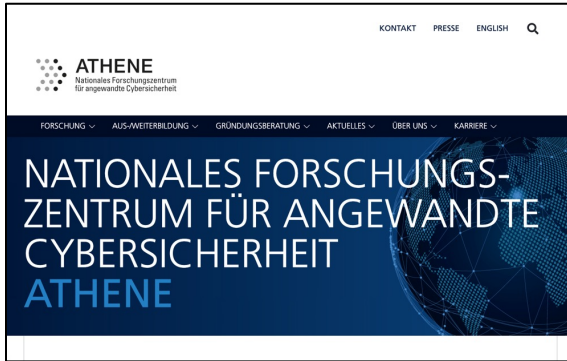 KONTAKT PRESSE ENGLISH
ATHENE
Nationales Forschungszentrum
für angewandte Cybersicherheit
FORSCHUNG AUS-/WEITERBILDUNG GRÜNDUNGSBERATUNG AKTUELLES ÜBER UNS KARRIERE
NATIONALES FORSCHUNGS-
ZENTRUM FÜR ANGEWANDTE
CYBERSICHERHEIT
ATHENE